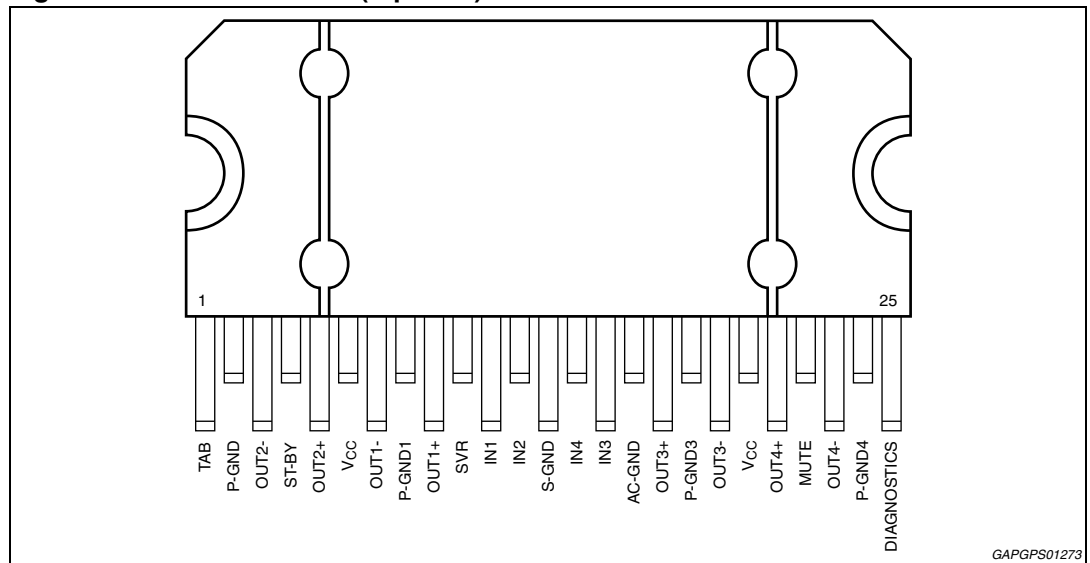 1
25
TAB
P-GND
OUT2-
ST-BY
OUT2+
VCC
OUT1-
P-GND1
OUT1+
SVR
IN1
IN2
S-GND
IN4
IN3
AC-GND
OUT3+
P-GND3
OUT3-
VCC
OUT4+
MUTE
OUT4-
P-GND4
DIAGNOSTICS
GAPGPS01273